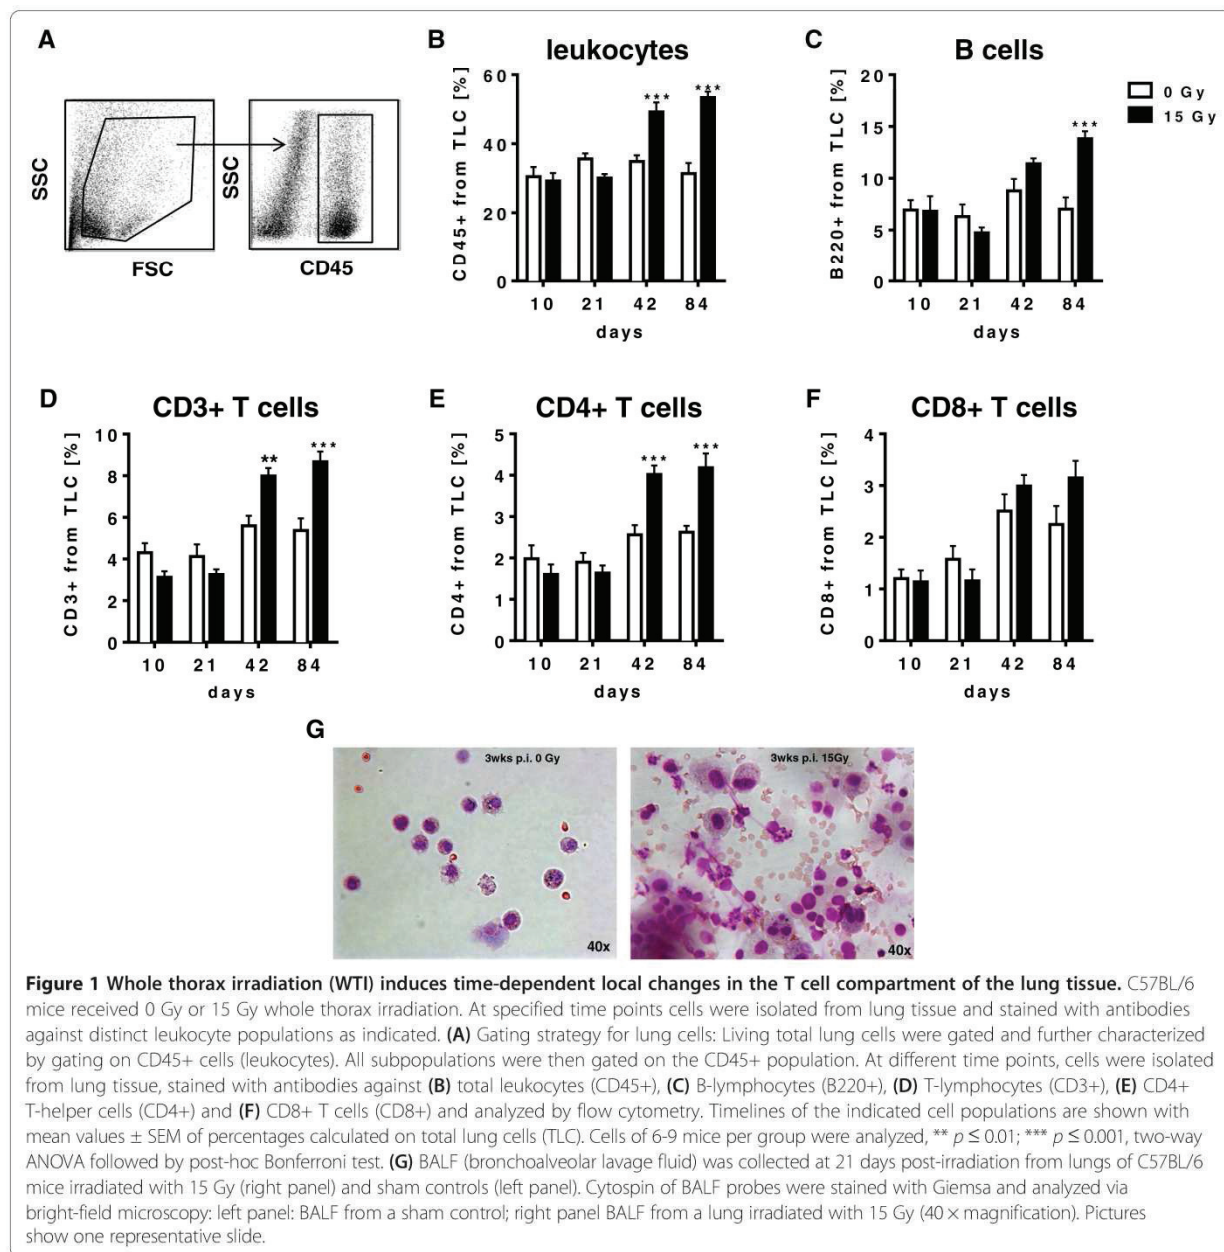 A
SSC
FSC
SSC
CD45
B
leukocytes
CD45+ from TLC [%]
60
40
20
0
***
***
10 21 42 84
days
C
B cells
B220+ from TLC [%]
20
15
10
5
0
***
10 21 42 84
days
0 Gy
15 Gy
D
CD3+ T cells
CD3+ from TLC [%]
10
8
6
4
2
0
**
***
10 21 42 84
days
E
CD4+ T cells
CD4+ from TLC [%]
5
4
3
2
1
0
***
***
10 21 42 84
days
F
CD8+ T cells
CD8+ from TLC [%]
4
3
2
1
0
10 21 42 84
days
G
3wks p.i. 0 Gy
40x
3wks p.i. 15Gy
40x
Figure 1 Whole thorax irradiation (WTI) induces time-dependent local changes in the T cell compartment of the lung tissue. C57BL/6
mice received 0 Gy or 15 Gy whole thorax irradiation. At specified time points cells were isolated from lung tissue and stained with antibodies
against distinct leukocyte populations as indicated. (A) Gating strategy for lung cells: Living total lung cells were gated and further characterized
by gating on CD45+ cells (leukocytes). All subpopulations were then gated on the CD45+ population. At different time points, cells were isolated
from lung tissue, stained with antibodies against (B) total leukocytes (CD45+), (C) B-lymphocytes (B220+), (D) T-lymphocytes (CD3+), (E) CD4+
T-helper cells (CD4+) and (F) CD8+ T cells (CD8+) and analyzed by flow cytometry. Timelines of the indicated cell populations are shown with
mean values ± SEM of percentages calculated on total lung cells (TLC). Cells of 6-9 mice per group were analyzed, ** p ≤ 0.01; *** p ≤ 0.001, two-way
ANOVA followed by post-hoc Bonferroni test. (G) BALF (bronchoalveolar lavage fluid) was collected at 21 days post-irradiation from lungs of C57BL/6
mice irradiated with 15 Gy (right panel) and sham controls (left panel). Cytospin of BALF probes were stained with Giemsa and analyzed via
bright-field microscopy: left panel: BALF from a sham control; right panel BALF from a lung irradiated with 15 Gy (40 × magnification). Pictures
show one representative slide.